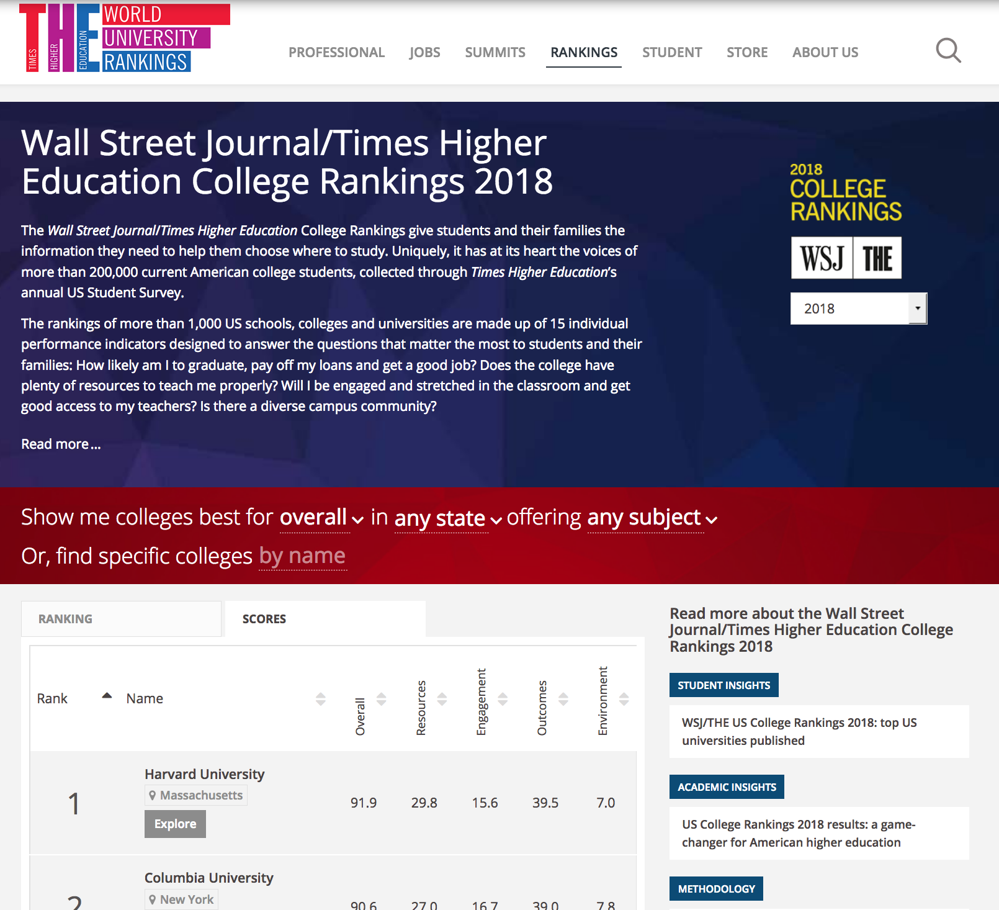 TIMES HIGHER EDUCATION
THE
WORLD
UNIVERSITY
RANKINGS
PROFESSIONAL JOBS SUMMITS RANKINGS STUDENT STORE ABOUT US
Wall Street Journal/Times Higher
Education College Rankings 2018
The Wall Street Journal/Times Higher Education College Rankings give students and their families the
information they need to help them choose where to study. Uniquely, it has at its heart the voices of
more than 200,000 current American college students, collected through Times Higher Education's
annual US Student Survey.
The rankings of more than 1,000 US schools, colleges and universities are made up of 15 individual
performance indicators designed to answer the questions that matter the most to students and their
families: How likely am I to graduate, pay off my loans and get a good job? Does the college have
plenty of resources to teach me properly? Will I be engaged and stretched in the classroom and get
good access to my teachers? Is there a diverse campus community?
Read more ...
2018
COLLEGE
RANKINGS
WSJ THE
2018
Show me colleges best for overall in any state offering any subject
Or, find specific colleges by name
RANKING SCORES
Rank Name Overall Resources Engagement Outcomes Environment
1 Harvard University 91.9 29.8 15.6 39.5 7.0
Massachusetts
Explore
2 Columbia University 90.6 27.0 16.7 39.0 7.8
New York
Read more about the Wall Street
Journal/Times Higher Education College
Rankings 2018
STUDENT INSIGHTS
WSJ/THE US College Rankings 2018: top US
universities published
ACADEMIC INSIGHTS
US College Rankings 2018 results: a game-
changer for American higher education
METHODOLOGY